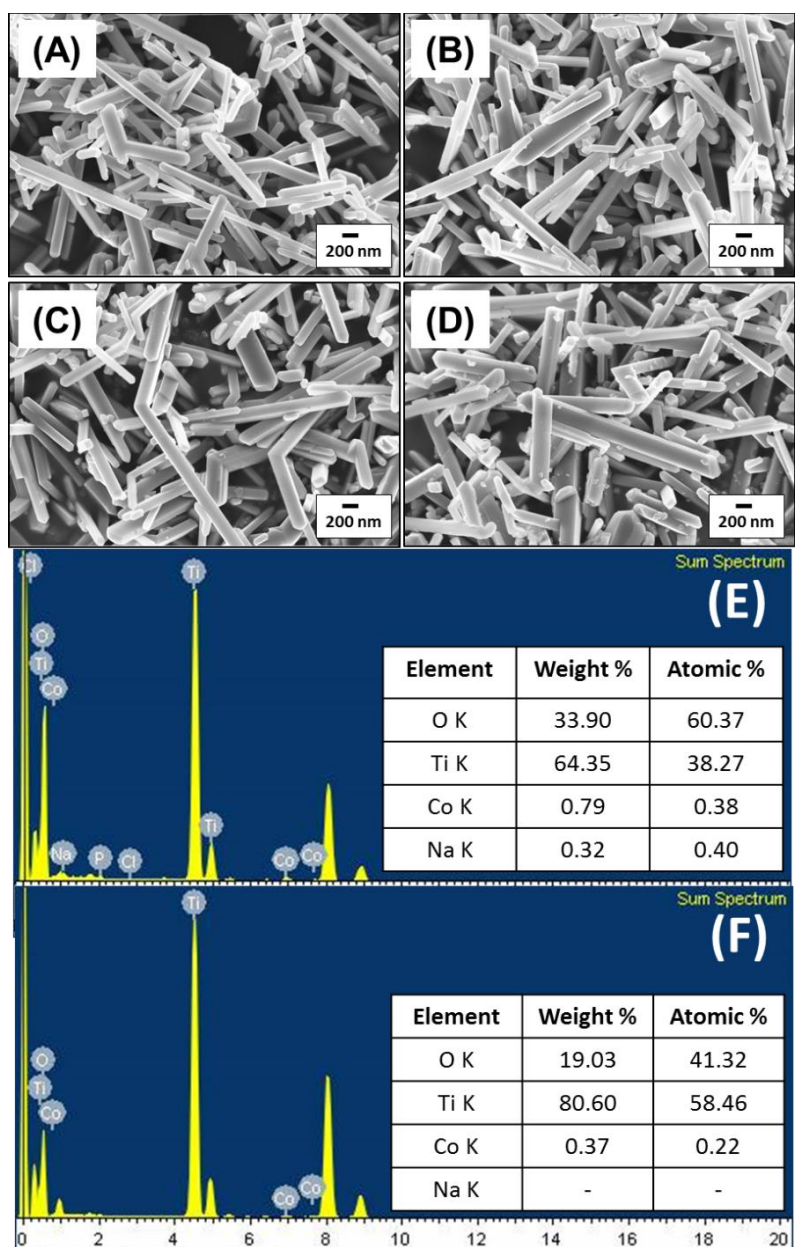 (A)
200 nm
(B)
200 nm
(C)
200 nm
(D)
200 nm
Sum Spectrum
(E)
Cl
Ti
O
Ti
Co
Na
P
Cl
Ti
Co
Co
Element Weight % Atomic %
O K 33.90 60.37
Ti K 64.35 38.27
Co K 0.79 0.38
Na K 0.32 0.40
Sum Spectrum
(F)
Ti
O
Ti
Co
Co
Co
Element Weight % Atomic %
O K 19.03 41.32
Ti K 80.60 58.46
Co K 0.37 0.22
Na K - -
0 2 4 6 8 10 12 14 16 18 20